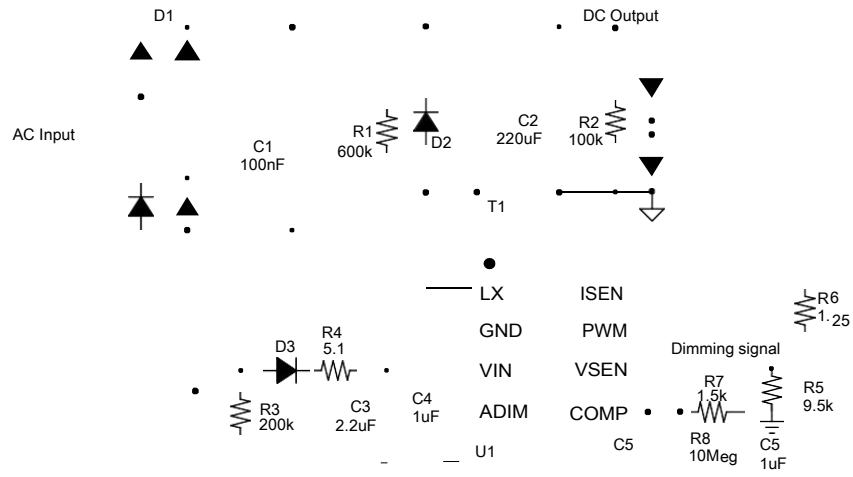 D1
DC Output
AC Input
C1
100nF
R1
600k
D2
C2
220uF
R2
100k
T1
LX
ISEN
GND
PWM
VIN
VSEN
ADIM
COMP
U1
R6
1. 25
Dimming signal
D3
R4
5.1
R3
200k
C3
2.2uF
C4
1uF
R7
1.5k
R5
9.5k
C5
R8
10Meg
C5
1uF